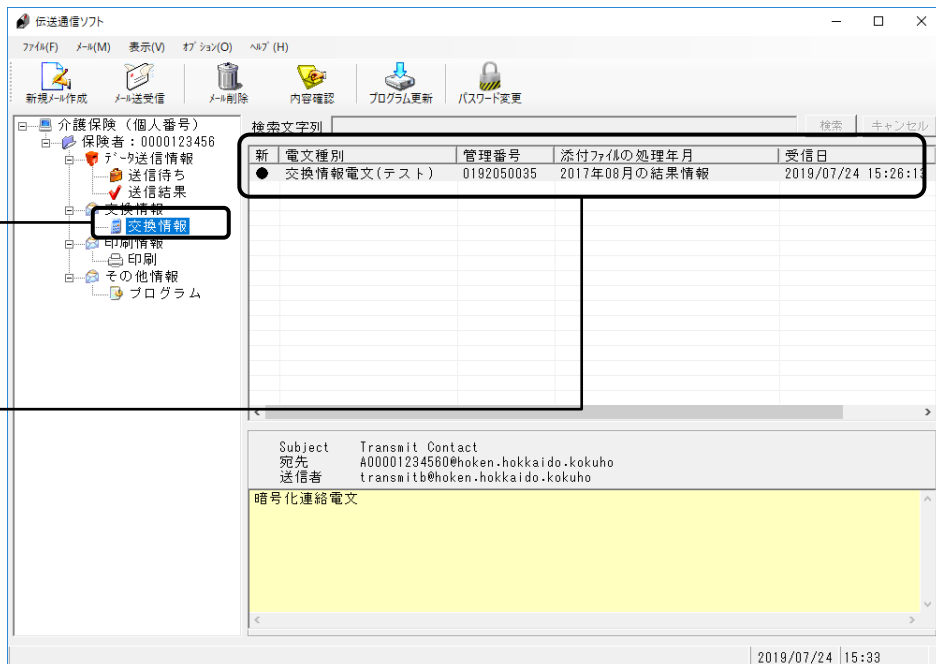 伝送通信ソフト
ﾌｧｲﾙ(F) ﾒｰﾙ(M) 表示(V) ｵﾌﾟｼｮﾝ(O) ﾍﾙﾌﾟ(H)
新規ﾒｰﾙ作成 ﾒｰﾙ送受信 ﾒｰﾙ削除 内容確認 ﾌﾟﾛｸﾞﾗﾑ更新 ﾊﾟｽﾜｰﾄﾞ変更
介護保険（個人番号）
保険者：0000123456
ﾃﾞｰﾀ送信情報
送信待ち
送信結果
交換情報
交換情報
印刷情報
印刷
その他情報
プログラム
検索文字列 検索 キャンセル
新 電文種別 管理番号 添付ﾌｧｲﾙの処理年月 受信日
● 交換情報電文(テスト) 0192050035 2017年08月の結果情報 2019/07/24 15:26:13
Subject Transmit Contact
宛先 A00001234560@hoken.hokkaido.kokuho
送信者 transmitb@hoken.hokkaido.kokuho
暗号化連絡電文
2019/07/24 15:33